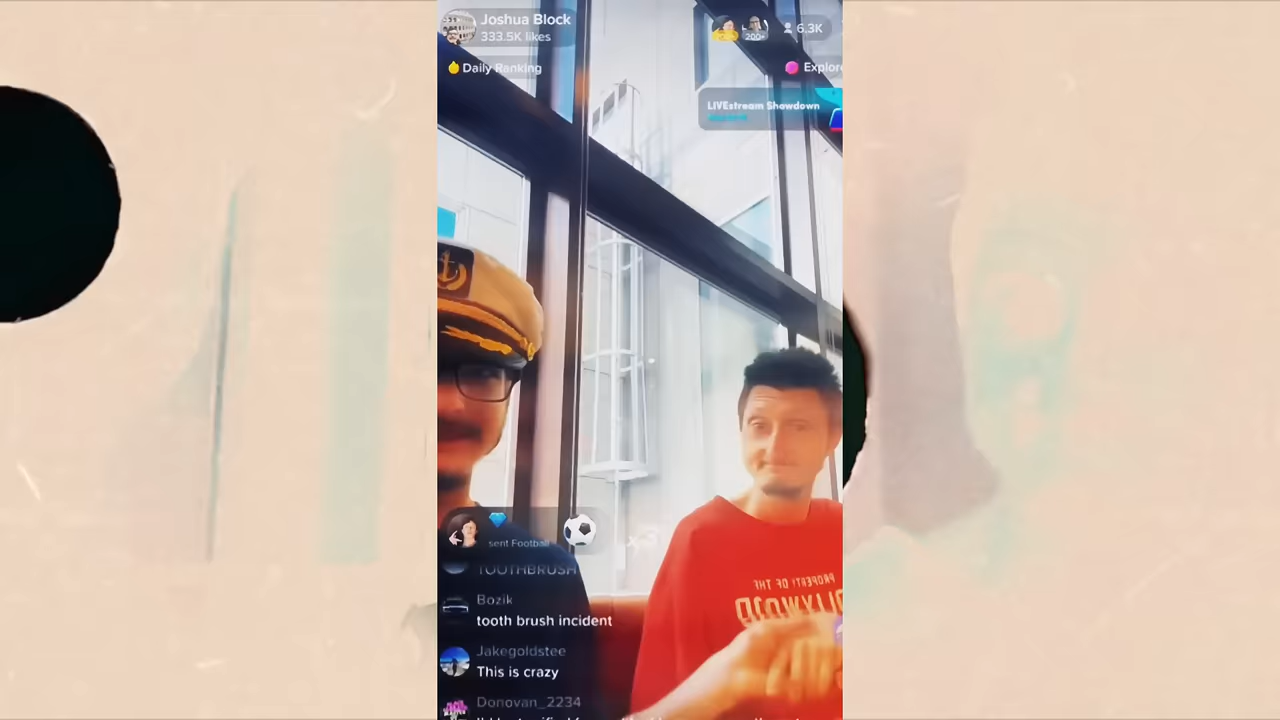 Joshua Block
333.5K likes
200+
6.3K
Daily Ranking
Explore
LIVEstream Showdown
sent Football
x3
TOOTHBRUSH
Bozik
tooth brush incident
Jakegoldstee
This is crazy
Donovan_2234
PROPERTY OF THE